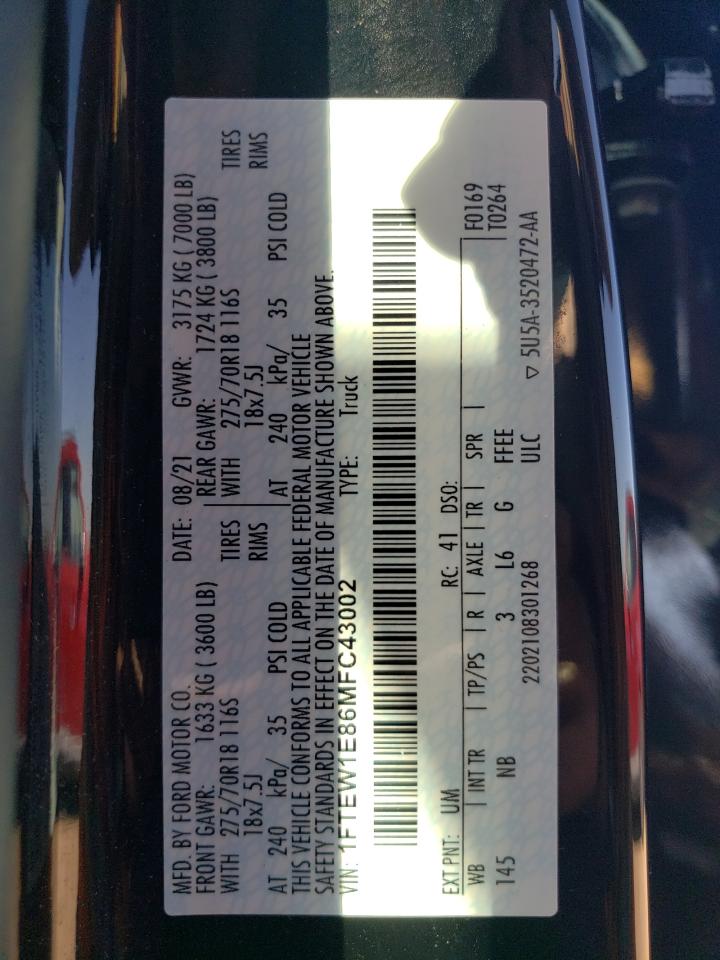 MFD. BY FORD MOTOR CO. DATE: 08/21 GVWR: 3175 KG ( 7000 LB)
FRONT GAWR: 1633 KG ( 3600 LB) REAR GAWR: 1724 KG ( 3800 LB)
WITH 275/70R18 116S TIRES WITH 275/70R18 116S TIRES
18x7.5J RIMS 18x7.5J RIMS
AT 240 kPa/ 35 PSI COLD AT 240 kPa/ 35 PSI COLD
THIS VEHICLE CONFORMS TO ALL APPLICABLE FEDERAL MOTOR VEHICLE
SAFETY STANDARDS IN EFFECT ON THE DATE OF MANUFACTURE SHOWN ABOVE.
VIN: 1FTEW1E86MFC43002 TYPE: Truck
EXT PNT: UM RC: 41 DSO: F0169
WB | INT TR | TP/PS | R | AXLE | TR | SPR | T0264
145 NB 3 L6 G FFEE
2202108301268 ULC ▽ 5U5A-3520472-AA